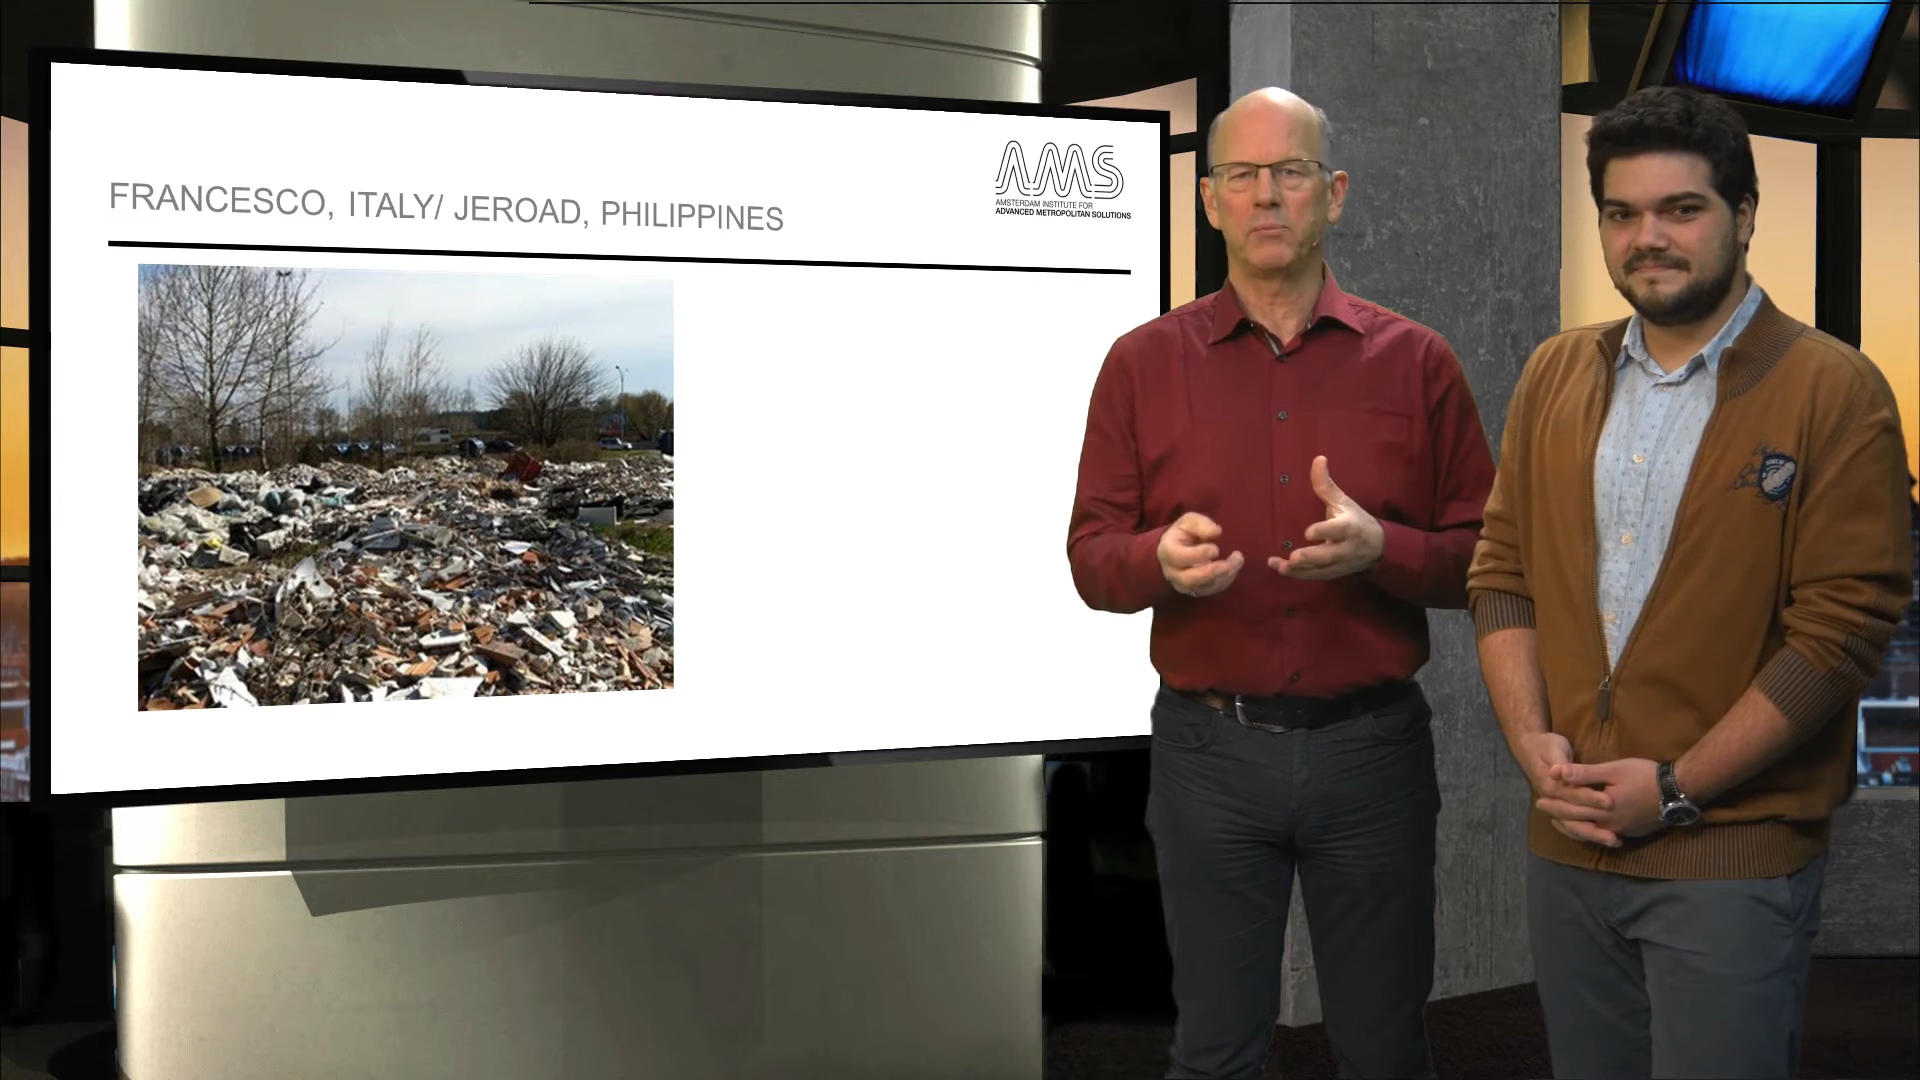 FRANCESCO, ITALY/ JEROAD, PHILIPPINES
AMS
AMSTERDAM INSTITUTE FOR
ADVANCED METROPOLITAN SOLUTIONS